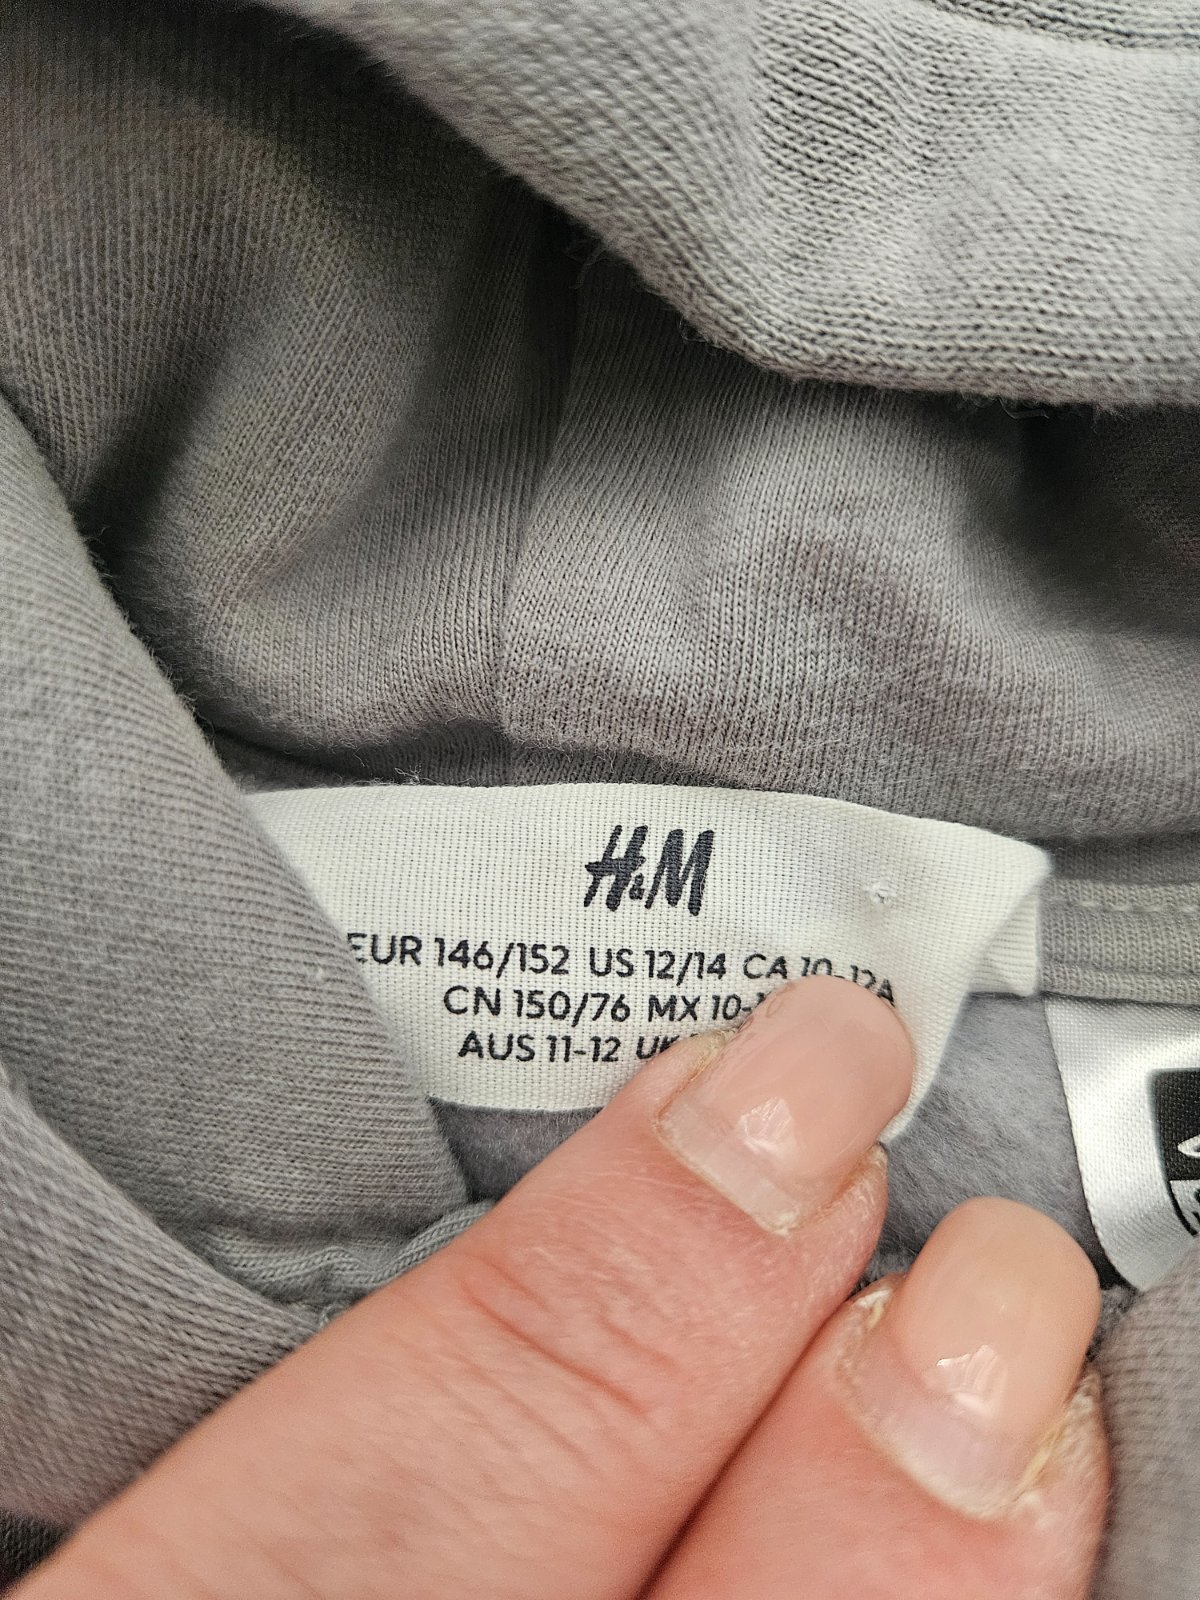 H&M
EUR 146/152 US 12/14 CA 10-12A
CN 150/76 MX 10-
AUS 11-12